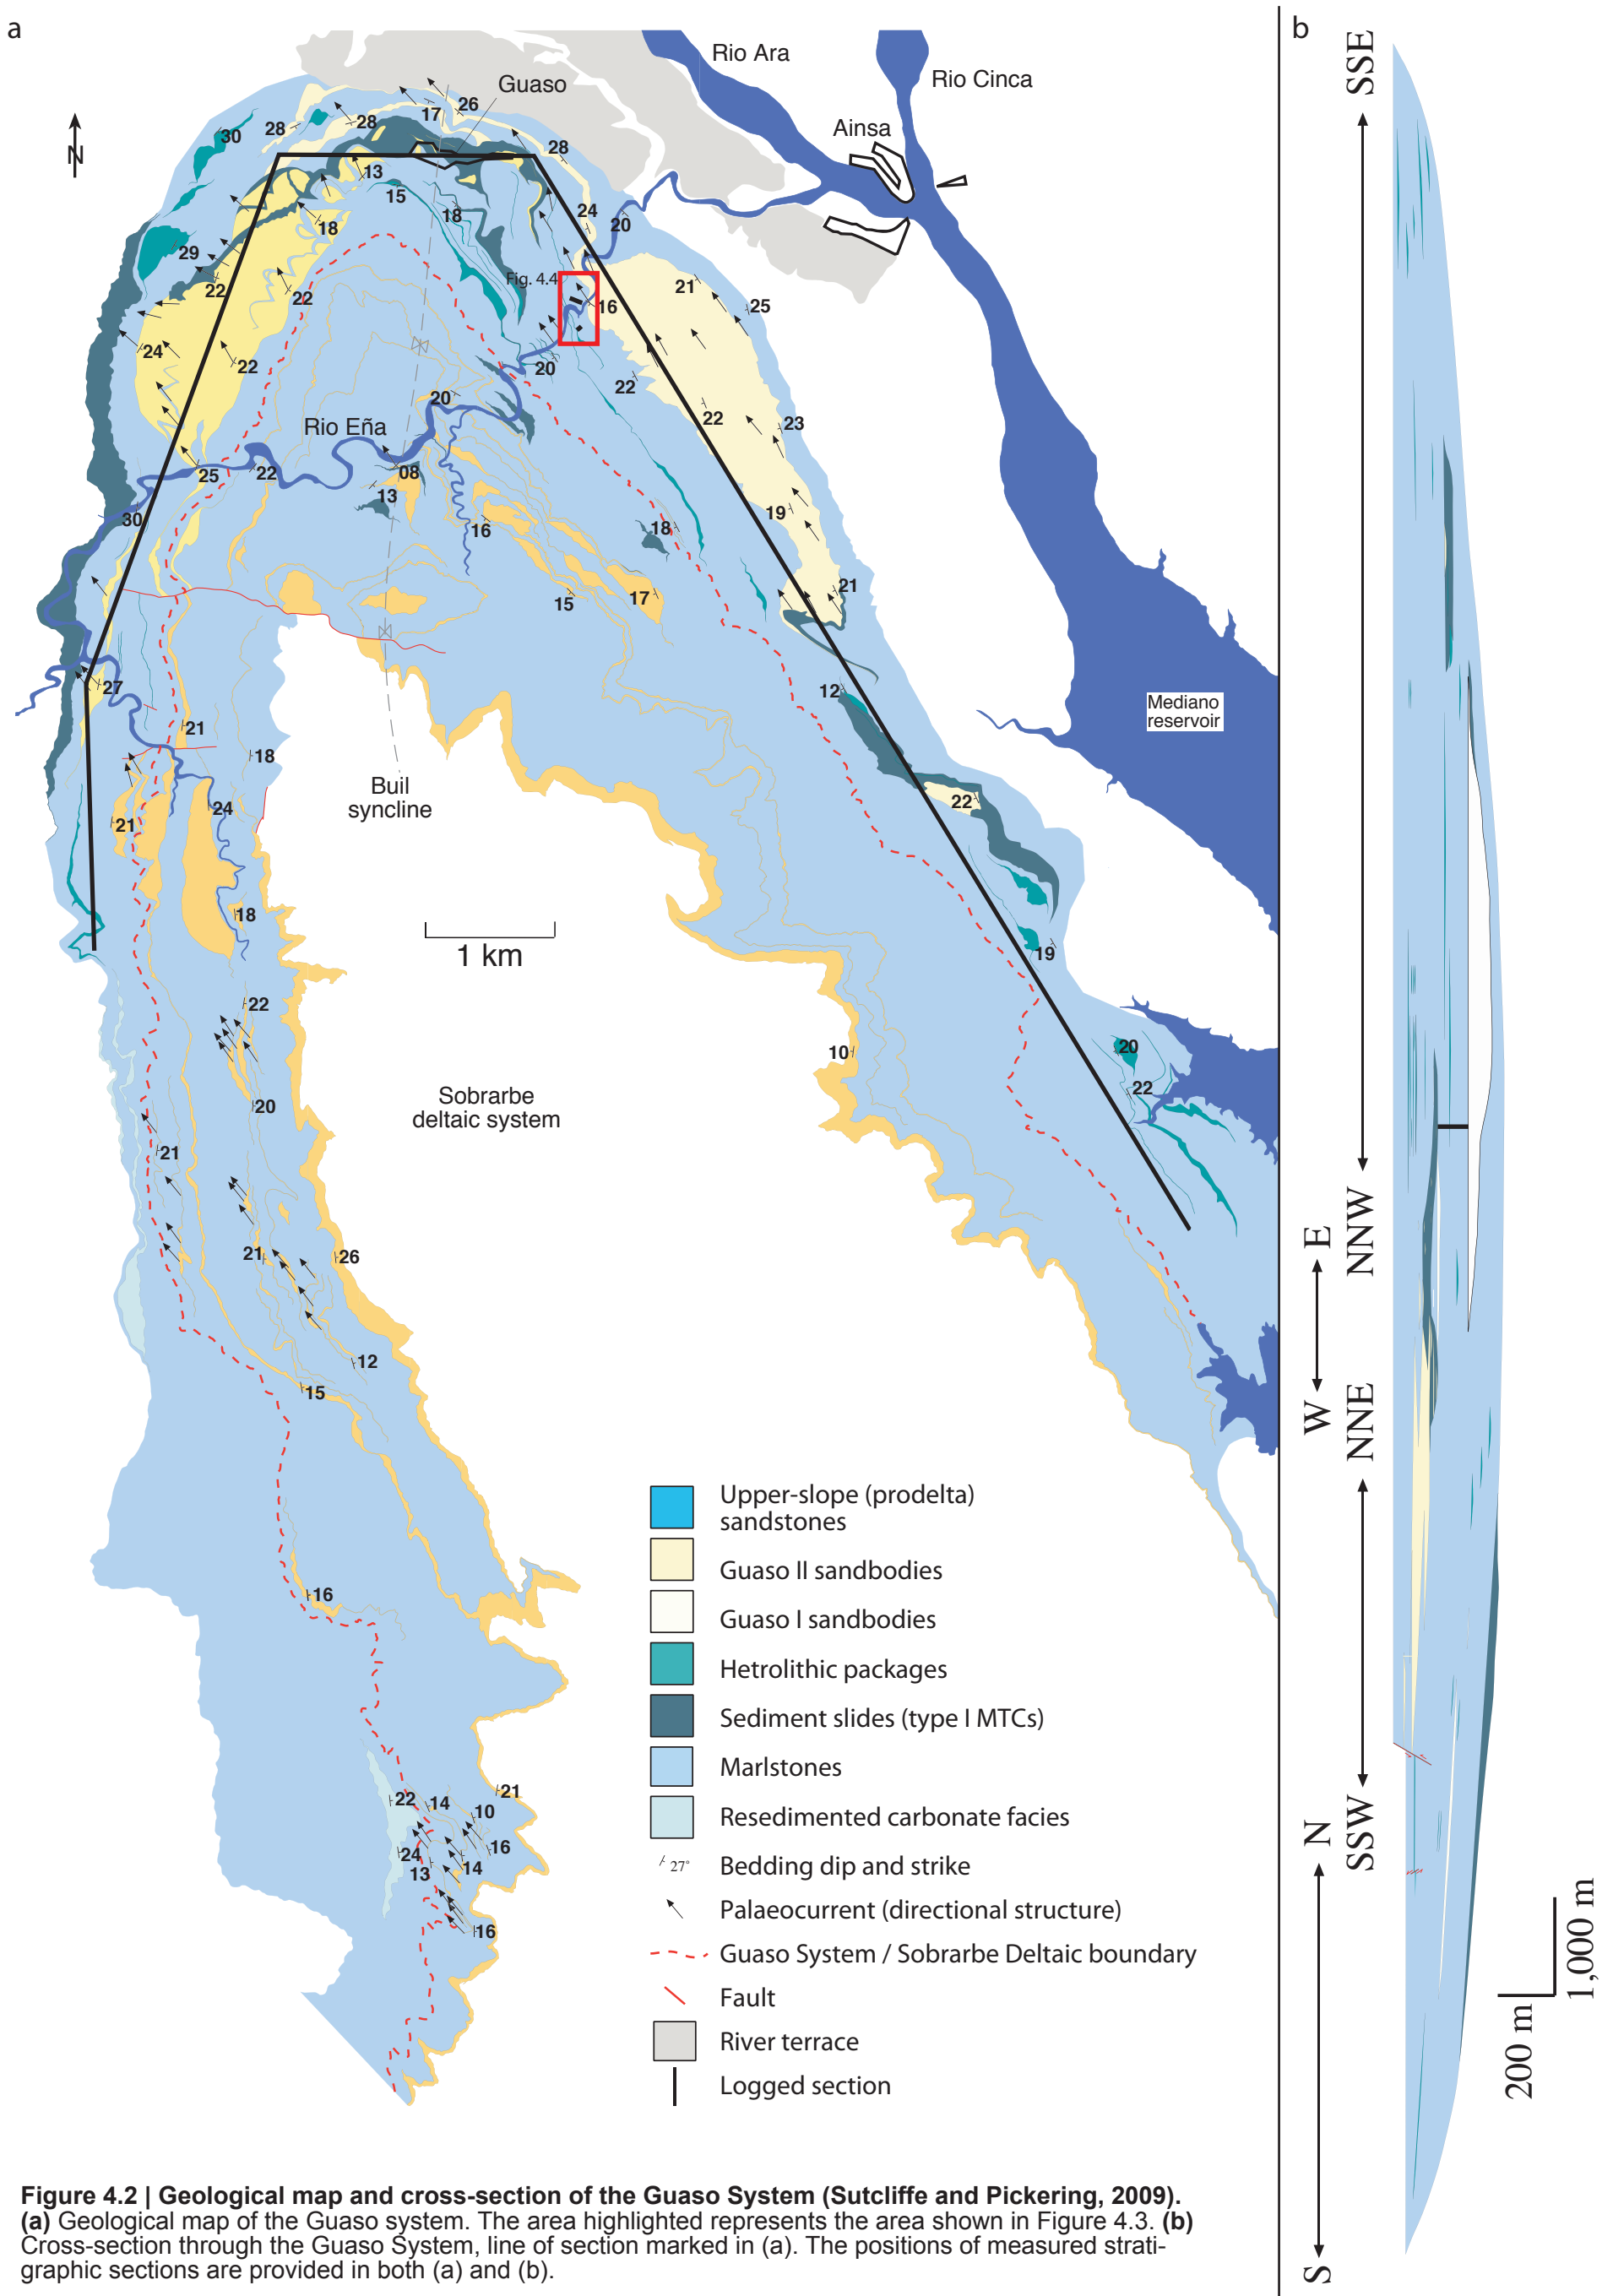 a
b
Rio Ara
Rio Cinca
Guaso
Ainsa
N
26
17
28
28
30
28
13
15
18
18
24
20
29
22
22
Fig. 4.4
16
21
25
24
22
20
22
20
22
23
Rio Eña
25
22
08
13
30
16
18
19
15
17
21
27
12
Mediano
reservoir
21
18
Buil
syncline
24
21
22
18
1 km
19
22
10
20
22
Sobrarbe
deltaic system
20
21
21
26
12
15
16
Upper-slope (prodelta)
sandstones
Guaso II sandbodies
Guaso I sandbodies
Hetrolithic packages
Sediment slides (type I MTCs)
Marlstones
Resedimented carbonate facies
27°
Bedding dip and strike
Palaeocurrent (directional structure)
Guaso System / Sobrarbe Deltaic boundary
Fault
River terrace
Logged section
21
22
14
10
16
24
13
14
16
SSE
NNW
E
W
NNE
SSW
N
S
200 m
1,000 m
Figure 4.2 | Geological map and cross-section of the Guaso System (Sutcliffe and Pickering, 2009).
(a) Geological map of the Guaso system. The area highlighted represents the area shown in Figure 4.3. (b)
Cross-section through the Guaso System, line of section marked in (a). The positions of measured strati-
graphic sections are provided in both (a) and (b).